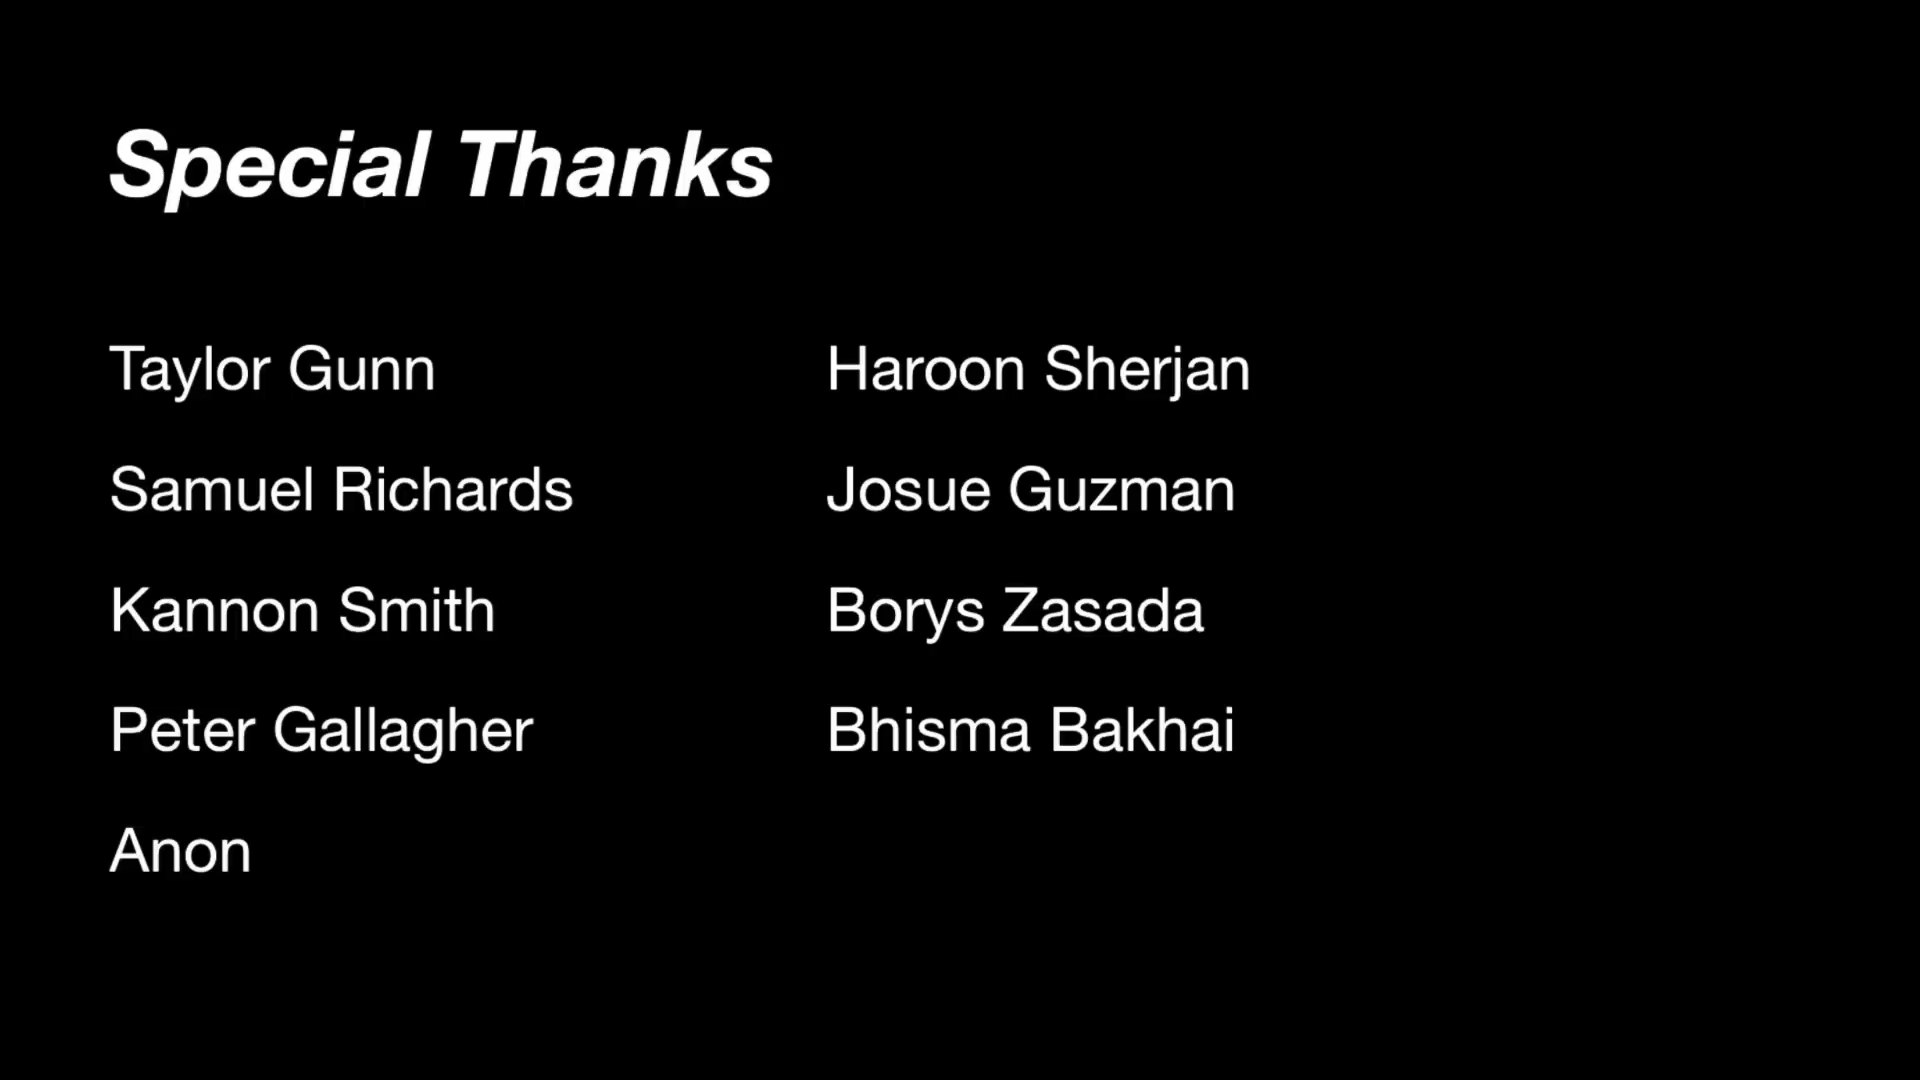 Special Thanks
Taylor Gunn
Samuel Richards
Kannon Smith
Peter Gallagher
Anon
Haroon Sherjan
Josue Guzman
Borys Zasada
Bhisma Bakhai